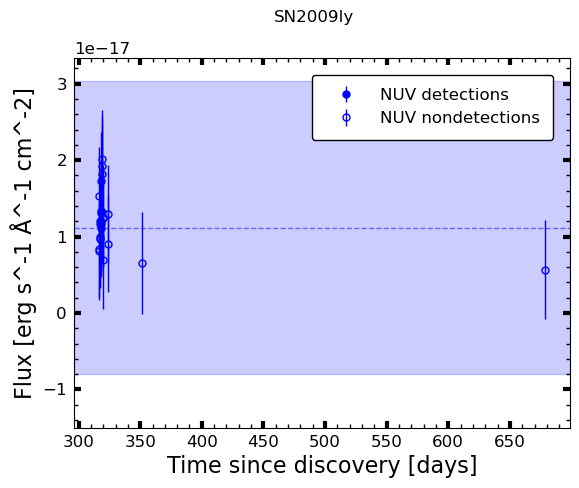 SN2009ly
1e−17
NUV detections
NUV nondetections
3
2
1
0
−1
Flux [erg s^-1 Å^-1 cm^-2]
300 350 400 450 500 550 600 650
Time since discovery [days]